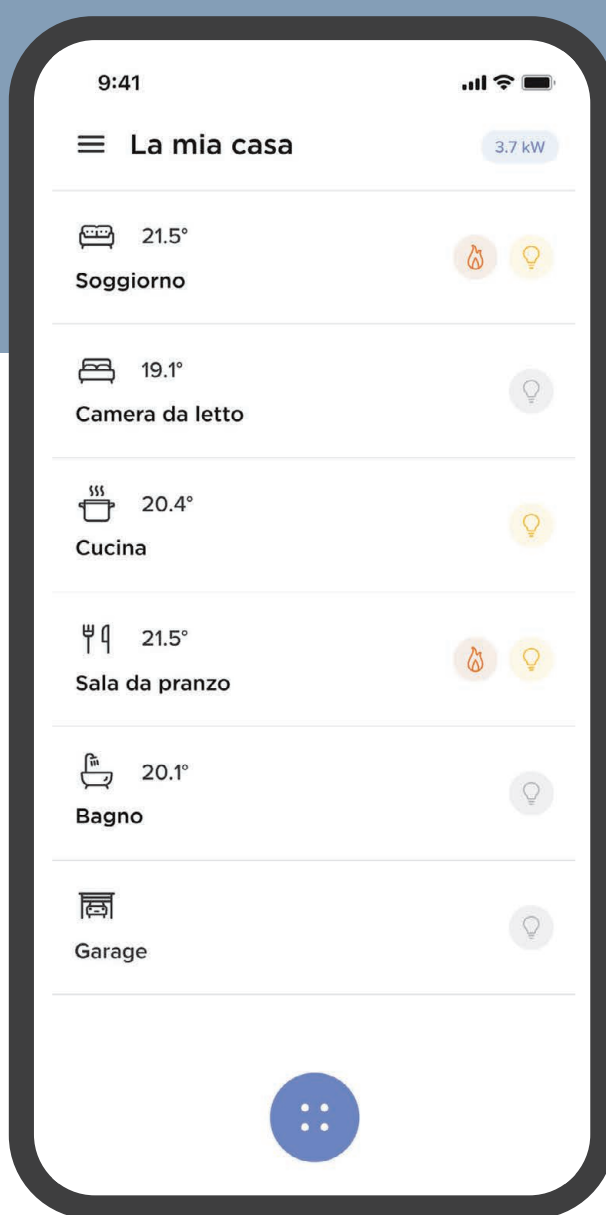 9:41
La mia casa
3.7 kW
21.5°
Soggiorno
19.1°
Camera da letto
20.4°
Cucina
21.5°
Sala da pranzo
20.1°
Bagno
Garage